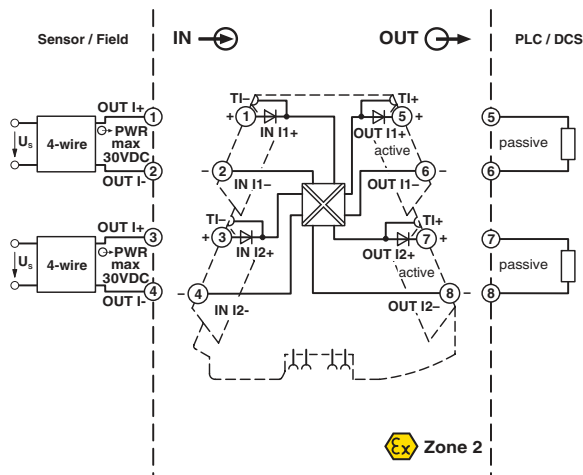 Sensor / Field
IN
OUT
PLC / DCS
OUT I+
1
4-wire
PWR
max
30VDC
Us
OUT I-
2
OUT I+
3
4-wire
PWR
max
30VDC
Us
OUT I-
4
TI–
+
1
IN I1+
2
–
IN I1–
TI–
+
3
IN I2+
–
4
IN I2-
TI+
5
+
OUT I1+
active
6
–
OUT I1–
TI+
7
+
OUT I2+
active
8
–
OUT I2–
5
passive
6
7
passive
8
Ex
Zone 2